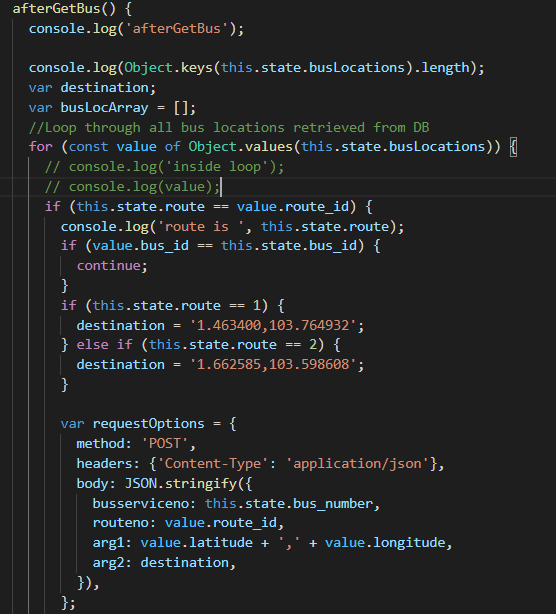 afterGetBus() {
console.log('afterGetBus');
console.log(Object.keys(this.state.busLocations).length);
var destination;
var busLocArray = [];
//Loop through all bus locations retrieved from DB
for (const value of Object.values(this.state.busLocations)) {
// console.log('inside loop');
// console.log(value);
if (this.state.route == value.route_id) {
console.log('route is ', this.state.route);
if (value.bus_id == this.state.bus_id) {
continue;
}
if (this.state.route == 1) {
destination = '1.463400,103.764932';
} else if (this.state.route == 2) {
destination = '1.662585,103.598608';
}
var requestOptions = {
method: 'POST',
headers: {'Content-Type': 'application/json'},
body: JSON.stringify({
busserviceno: this.state.bus_number,
routeno: value.route_id,
arg1: value.latitude + ',' + value.longitude,
arg2: destination,
}),
};